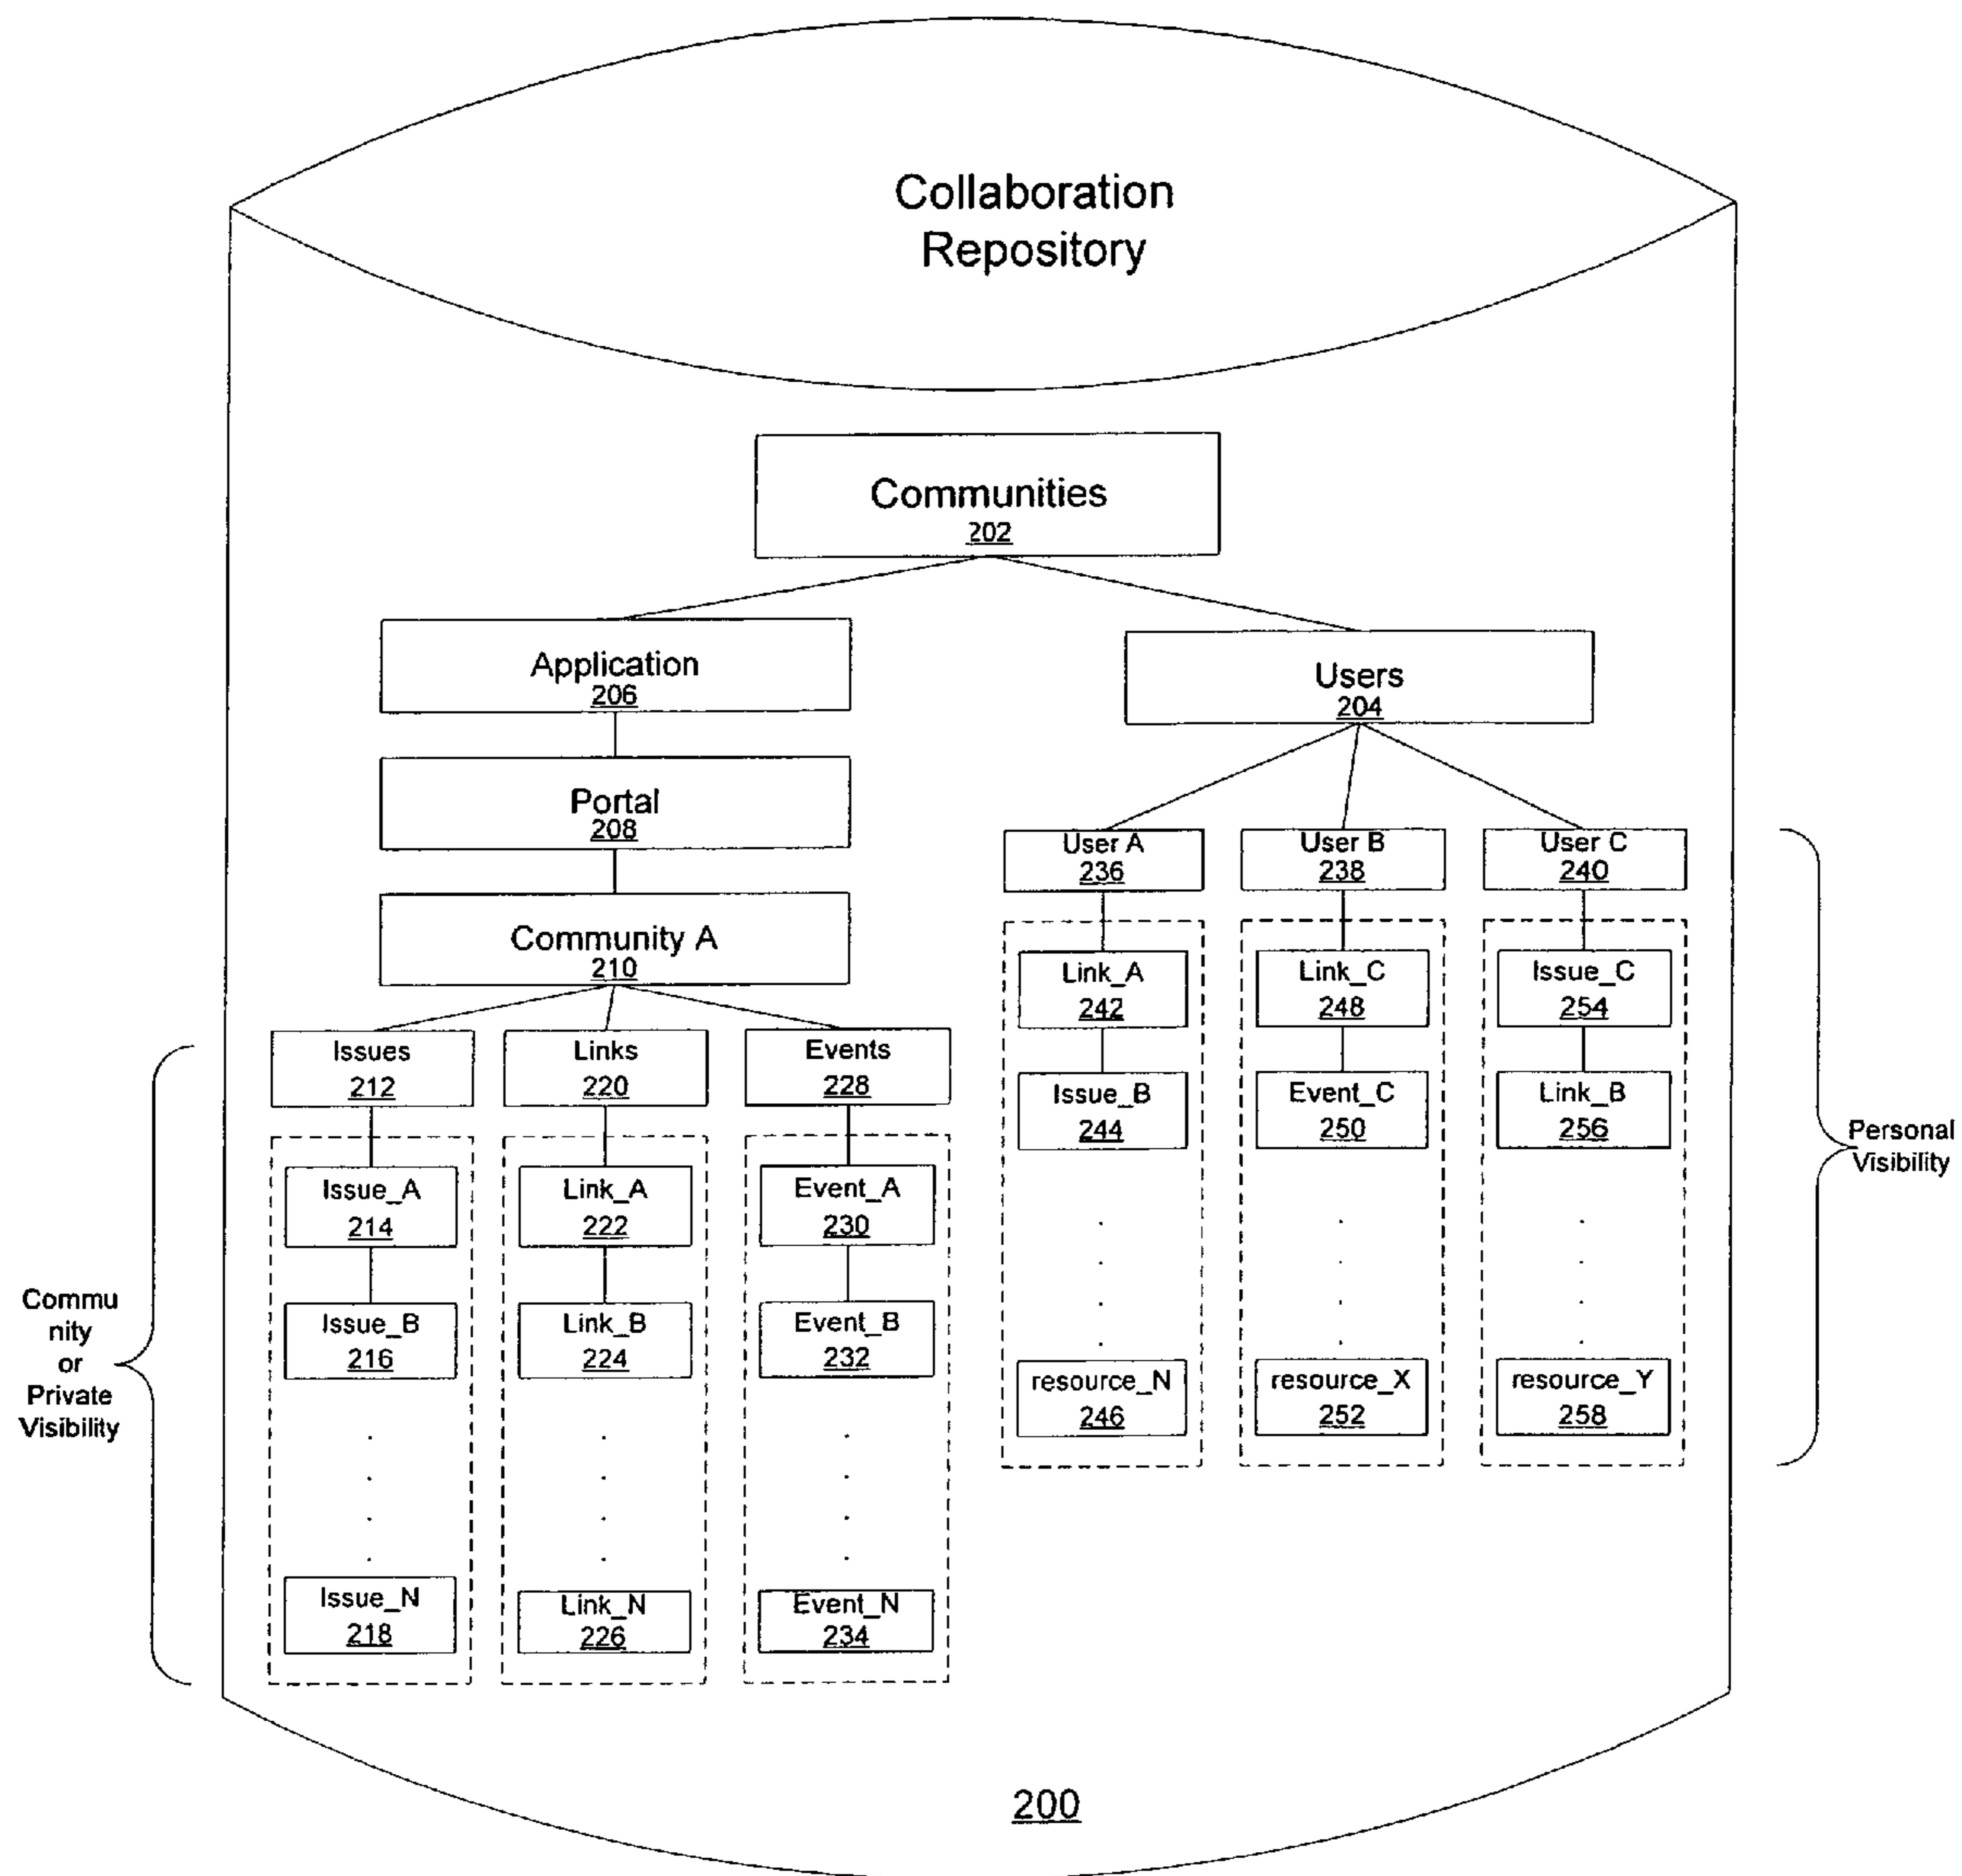 Collaboration
Repository
Communities
202
Application
206
Users
204
Portal
208
Community A
210
User A
236
User B
238
User C
240
Link_A
242
Link_C
248
Issue_C
254
Issue_B
244
Event_C
250
Link_B
256
resource_N
246
resource_X
252
resource_Y
258
Personal
Visibility
Issues
212
Links
220
Events
228
Issue_A
214
Link_A
222
Event_A
230
Issue_B
216
Link_B
224
Event_B
232
Issue_N
218
Link_N
226
Event_N
234
Commu
nity
or
Private
Visibility
200